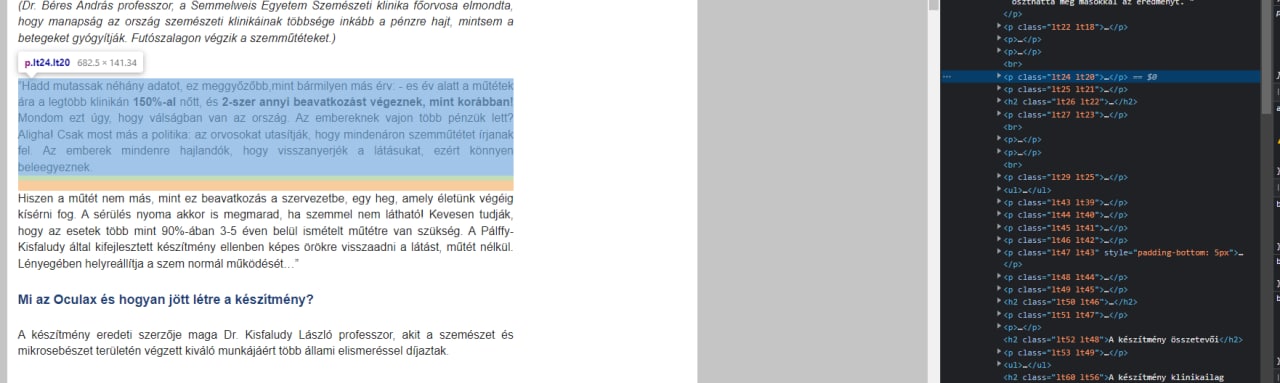 (Dr. Béres András professzor, a Semmelweis Egyetem Szemészeti klinika főorvosa elmondta,
hogy manapság az ország szemészeti klinikáinak többsége inkább a pénzre hajt, mintsem a
betegeket gyógyítják. Futószalagon végzik a szemműtéteket.)
p.lt24.lt20 682.5 × 141.34
"Hadd mutassak néhány adatot, ez meggyőzőbb,mint bármilyen más érv: - es év alatt a műtétek
ára a legtöbb klinikán 150%-al nőtt, és 2-szer annyi beavatkozást végeznek, mint korábban!
Mondom ezt úgy, hogy válságban van az ország. Az embereknek vajon több pénzük lett?
Aligha! Csak most más a politika: az orvosokat utasítják, hogy mindenáron szemműtétet írjanak
fel. Az emberek mindenre hajlandók, hogy visszanyerjék a látásukat, ezért könnyen
beleegyeznek.
Hiszen a műtét nem más, mint ez beavatkozás a szervezetbe, egy heg, amely életünk végéig
kísérni fog. A sérülés nyoma akkor is megmarad, ha szemmel nem látható! Kevesen tudják,
hogy az esetek több mint 90%-ában 3-5 éven belül ismételt műtétre van szükség. A Pálffy-
Kisfaludy által kifejlesztett készítmény ellenben képes örökre visszaadni a látást, műtét nélkül.
Lényegében helyreállítja a szem normál működését…”
Mi az Oculax és hogyan jött létre a készítmény?
A készítmény eredeti szerzője maga Dr. Kisfaludy László professzor, akit a szemészet és
mikrosebészet területén végzett kiváló munkájáért több állami elismeréssel díjaztak.
oszthatta meg másokkal az eredményt. "
</p>
<p class="lt22 lt18">…</p>
<p>…</p>
<p>…</p>
<br>
<p class="lt24 lt20">…</p> == $0
<p class="lt25 lt21">…</p>
<h2 class="lt26 lt22">…</h2>
<p class="lt27 lt23">…</p>
<br>
<p>…</p>
<p>…</p>
<br>
<p class="lt29 lt25">…</p>
<ul>…</ul>
<p class="lt43 lt39">…</p>
<p class="lt44 lt40">…</p>
<p class="lt45 lt41">…</p>
<p class="lt46 lt42">…</p>
<p class="lt47 lt43" style="padding-bottom: 5px">…
</p>
<p class="lt48 lt44">…</p>
<p class="lt49 lt45">…</p>
<h2 class="lt50 lt46">…</h2>
<p class="lt51 lt47">…</p>
<p>…</p>
<h2 class="lt52 lt48">A készítmény összetevői</h2>
<p class="lt53 lt49">…</p>
<ul>…</ul>
<h2 class="lt60 lt56">A készítmény klinikailag